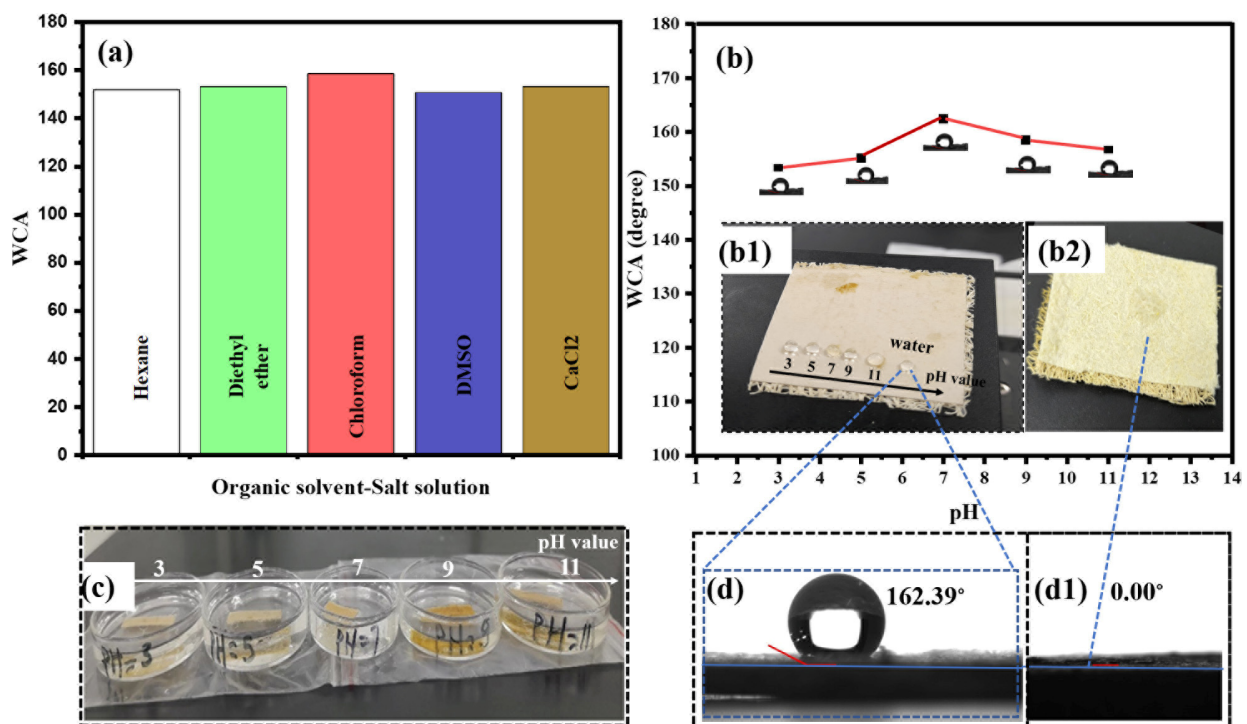 (a)
180
160
140
120
100
80
60
40
20
0
WCA
Hexane
Diethyl
ether
Chloroform
DMSO
CaCl2
Organic solvent-Salt solution
(b)
180
170
160
150
140
130
120
110
100
WCA (degree)
1 2 3 4 5 6 7 8 9 10 11 12 13 14
pH
(b1)
water
3 5 7 9 11
pH value
(b2)
(c)
pH value
3 5 7 9 11
PH=3
PH=5
PH=7
PH=9
PH=11
(d)
162.39°
(d1)
0.00°